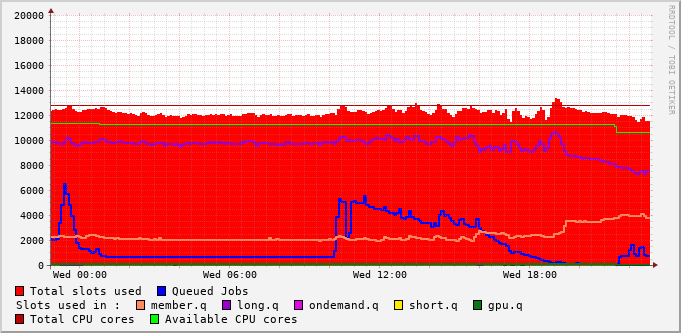 20000
18000
16000
14000
12000
10000
8000
6000
4000
2000
0
Wed 00:00 Wed 06:00 Wed 12:00 Wed 18:00
Total slots used Queued Jobs
Slots used in : member.q long.q ondemand.q short.q gpu.q
Total CPU cores Available CPU cores
RRDTOOL / TOBI OETIKER